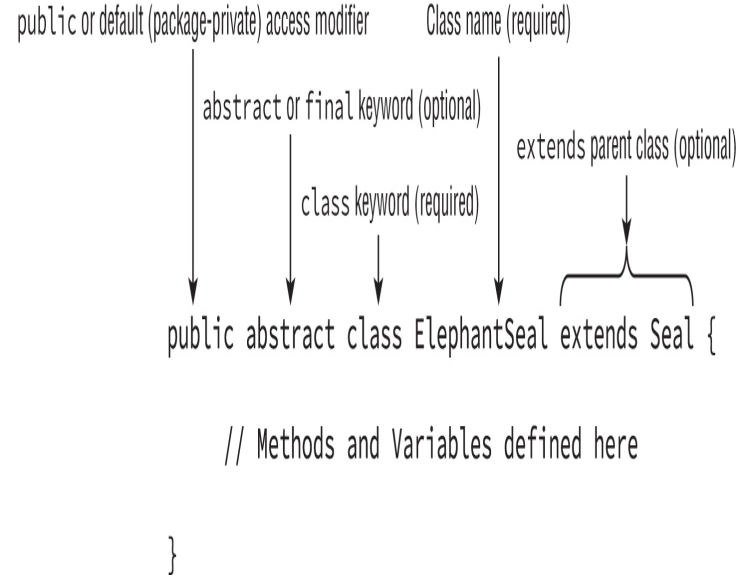 public or default (package-private) access modifier
Class name (required)
abstract or final keyword (optional)
extends parent class (optional)
class keyword (required)
public abstract class ElephantSeal extends Seal {
// Methods and Variables defined here
}